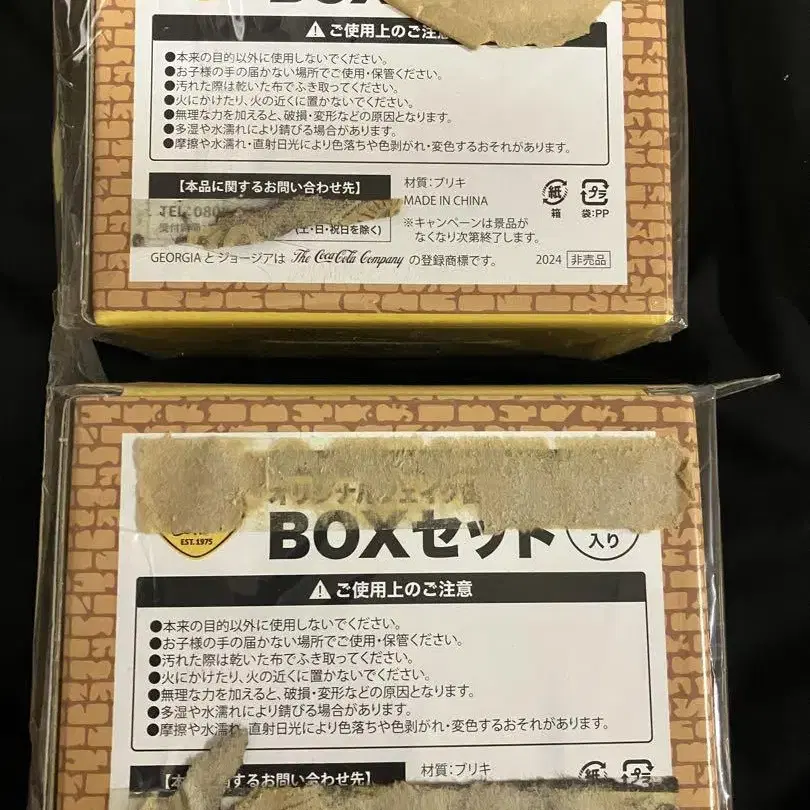 BOX
⚠ご使用上のご注意
●本来の目的以外に使用しないでください。
●お子様の手の届かない場所でご使用・保管ください。
●汚れた際は乾いた布でふき取ってください。
●火にかけたり、火の近くに置かないでください。
●無理な力を加えると、破損・変形などの原因となります。
●多湿や水濡れにより錆びる場合があります。
●摩擦や水濡れ・直射日光により色落ちや色剥がれ・変色するおそれがあります。
【本品に関するお問い合わせ先】
TEL:080
受付時間
(土・日・祝日を除く)
材質:ブリキ
MADE IN CHINA
※キャンペーンは景品が
なくなり次第終了します。
紙
箱
プラ
袋:PP
GEORGIAとジョージアは The Coca-Cola Company の登録商標です。
2024 非売品
オリジナル
EST. 1975
BOXセット
入り
⚠ご使用上のご注意
●本来の目的以外に使用しないでください。
●お子様の手の届かない場所でご使用・保管ください。
●汚れた際は乾いた布でふき取ってください。
●火にかけたり、火の近くに置かないでください。
●無理な力を加えると、破損・変形などの原因となります。
●多湿や水濡れにより錆びる場合があります。
●摩擦や水濡れ・直射日光により色落ちや色剥がれ・変色するおそれがあります。
【本 関するお問い合わせ先】
材質:ブリキ
紙
プラ